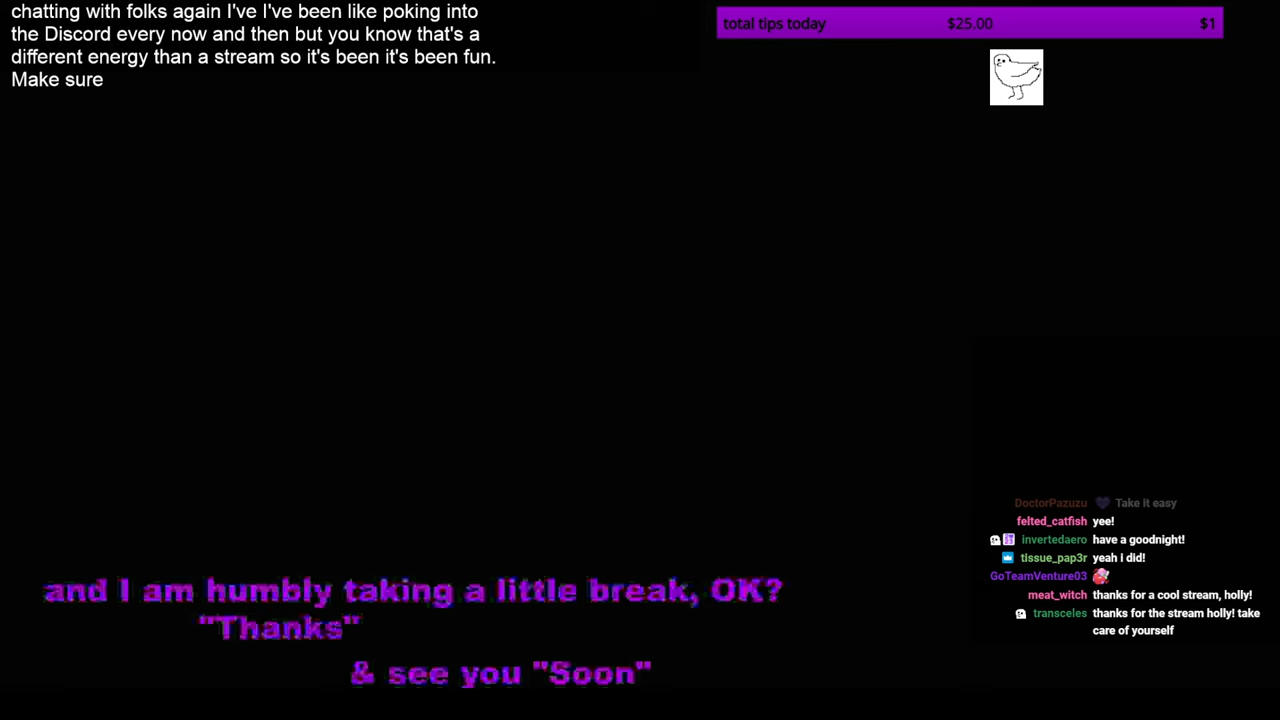 chatting with folks again I've I've been like poking into
the Discord every now and then but you know that's a
different energy than a stream so it's been it's been fun.
Make sure
total tips today $25.00 $1
DoctorPazuzu Take it easy
felted_catfish yee!
invertedaero have a goodnight!
tissue_pap3r yeah i did!
GoTeamVenture03
meat_witch thanks for a cool stream, holly!
transceles thanks for the stream holly! take
care of yourself
and I am humbly taking a little break, OK?
"Thanks"
& see you "Soon"